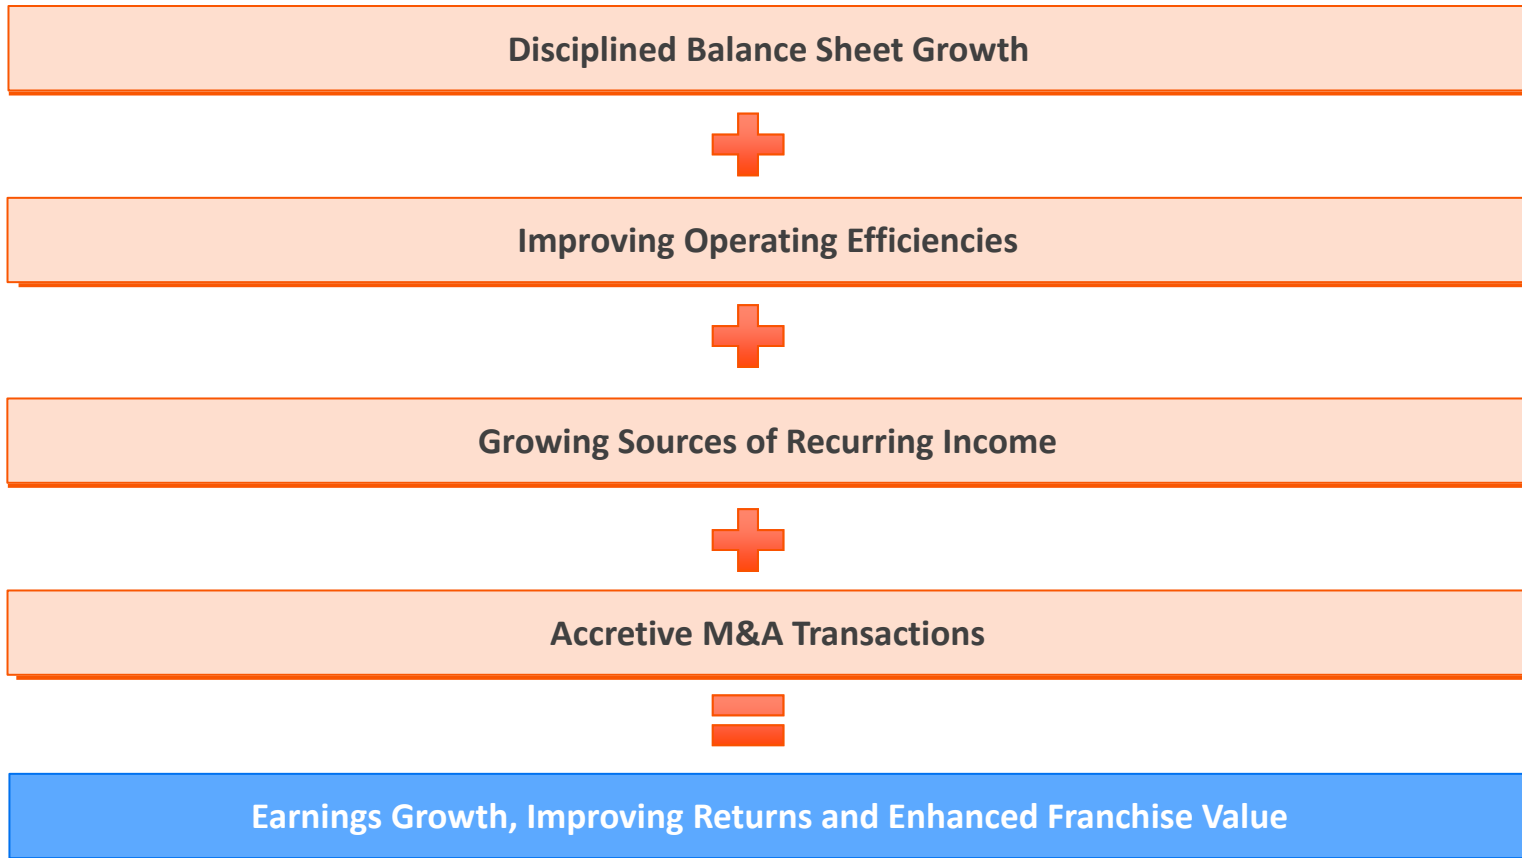 Disciplined Balance Sheet Growth
Improving Operating Efficiencies
Growing Sources of Recurring Income
Accretive M&A Transactions
Earnings Growth, Improving Returns and Enhanced Franchise Value